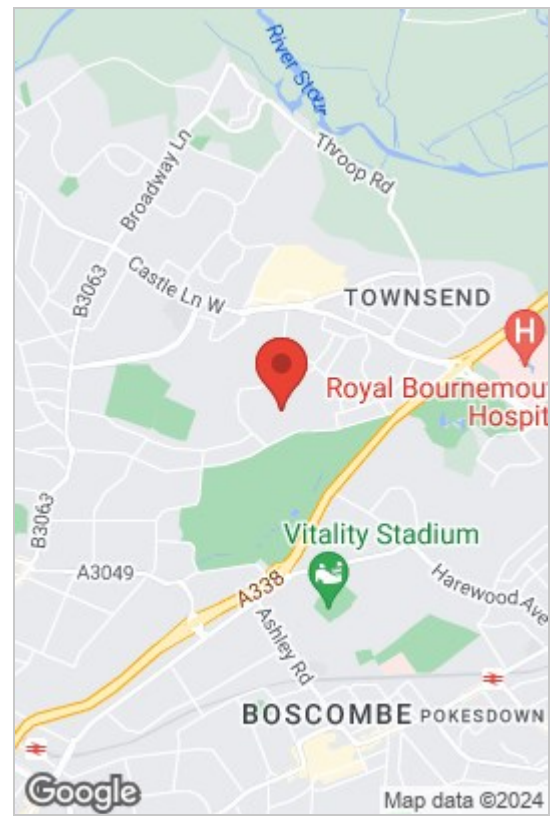 River Stour
Throop Rd
Broadway Ln
B3063
Castle Ln W
TOWNSEND
H
Royal Bournemou
Hospit
B3063
Vitality Stadium
A3049
A338
Harewood Ave
Ashley Rd
BOSCOMBE
POKESDOWN
Google
Map data ©2024